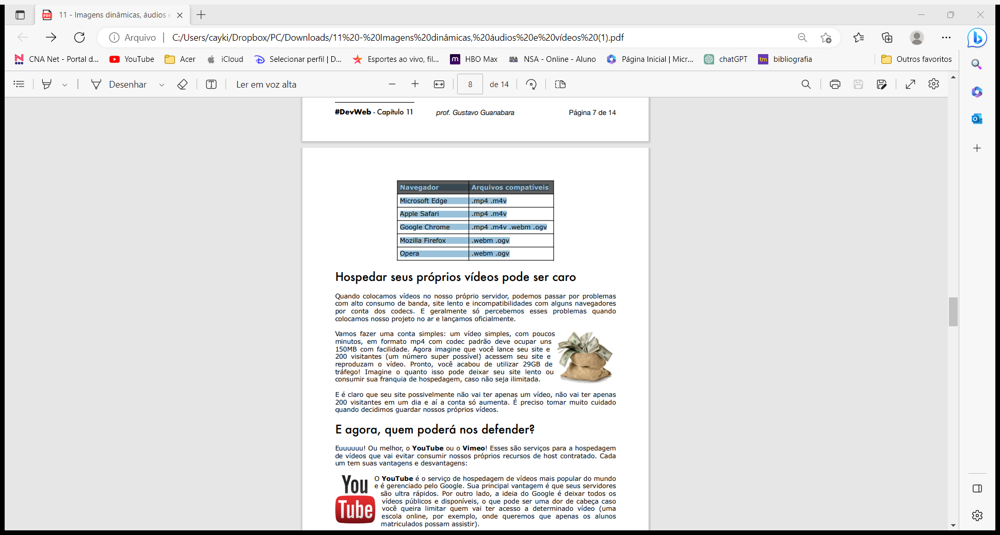 11 - Imagens dinâmicas, áudios e
Arquivo | C:/Users/cayki/Dropbox/PC/Downloads/11%20-%20Imagens%20dinâmicas,%20áudios%20e%20vídeos%20(1).pdf
CNA Net - Portal d... YouTube Acer iCloud Selecionar perfil | D... Esportes ao vivo, fil... HBO Max NSA - Online - Aluno Página Inicial | Micr... chatGPT tm bibliografia Outros favoritos
Desenhar Ler em voz alta 8 de 14
#DevWeb - Capítulo 11 prof. Gustavo Guanabara Página 7 de 14
Navegador Arquivos compatíveis
Microsoft Edge .mp4 .m4v
Apple Safari .mp4 .m4v
Google Chrome .mp4 .m4v .webm .ogv
Mozilla Firefox .webm .ogv
Opera .webm .ogv
Hospedar seus próprios vídeos pode ser caro
Quando colocamos vídeos no nosso próprio servidor, podemos passar por problemas
com alto consumo de banda, site lento e incompatibilidades com alguns navegadores
por conta dos codecs. E geralmente só percebemos esses problemas quando
colocamos nosso projeto no ar e lançamos oficialmente.
Vamos fazer uma conta simples: um vídeo simples, com poucos
minutos, em formato mp4 com codec padrão deve ocupar uns
150MB com facilidade. Agora imagine que você lance seu site e
200 visitantes (um número super possível) acessem seu site e
reproduzam o vídeo. Pronto, você acabou de utilizar 29GB de
tráfego! Imagine o quanto isso pode deixar seu site lento ou
consumir sua franquia de hospedagem, caso não seja ilimitada.
E é claro que seu site possivelmente não vai ter apenas um vídeo, não vai ter apenas
200 visitantes em um dia e aí a conta só aumenta. É preciso tomar muito cuidado
quando decidimos guardar nossos próprios vídeos.
E agora, quem poderá nos defender?
Euuuuuu! Ou melhor, o YouTube ou o Vimeo! Esses são serviços para a hospedagem
de vídeos que vai evitar consumir nossos próprios recursos de host contratado. Cada
um tem suas vantagens e desvantagens:
You
Tube
O YouTube é o serviço de hospedagem de vídeos mais popular do mundo
e é gerenciado pelo Google. Sua principal vantagem é que seus servidores
são ultra rápidos. Por outro lado, a ideia do Google é deixar todos os
vídeos públicos e disponíveis, o que pode ser uma dor de cabeça caso
você queira limitar quem vai ter acesso a determinado vídeo (uma
escola online, por exemplo, onde queremos que apenas os alunos
matriculados possam assistir).